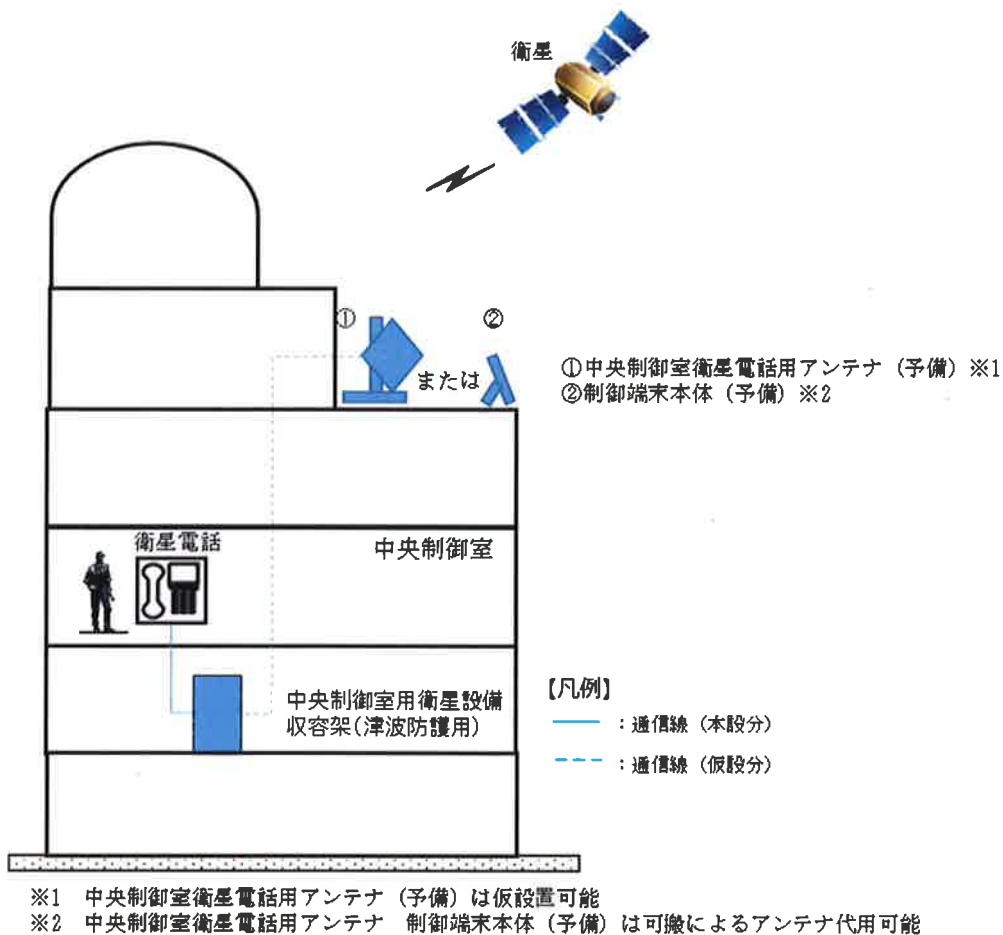 衛星
①
②
または
①中央制御室衛星電話用アンテナ (予備) ※1
②制御端末本体 (予備) ※2
衛星電話
中央制御室
中央制御室用衛星設備
収容架(津波防護用)
【凡例】
：通信線 (本設分)
：通信線 (仮設分)
※1 中央制御室衛星電話用アンテナ (予備) は仮設置可能
※2 中央制御室衛星電話用アンテナ 制御端末本体 (予備) は可搬によるアンテナ代用可能